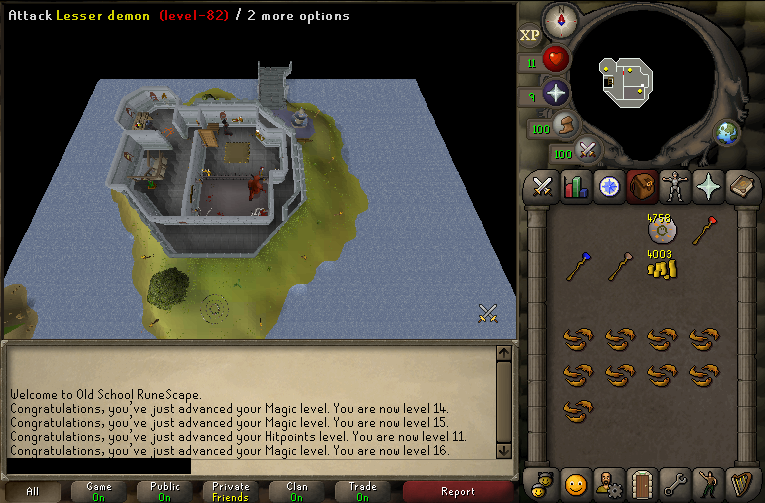 Attack Lesser demon (level-82) / 2 more options
N
XP
11
9
100
100
4758
4003
Welcome to Old School RuneScape.
Congratulations, you've just advanced your Magic level. You are now level 14.
Congratulations, you've just advanced your Magic level. You are now level 15.
Congratulations, you've just advanced your Hitpoints level. You are now level 11.
Congratulations, you've just advanced your Magic level. You are now level 16.
All
Game
On
Public
On
Private
Friends
Clan
On
Trade
On
Report